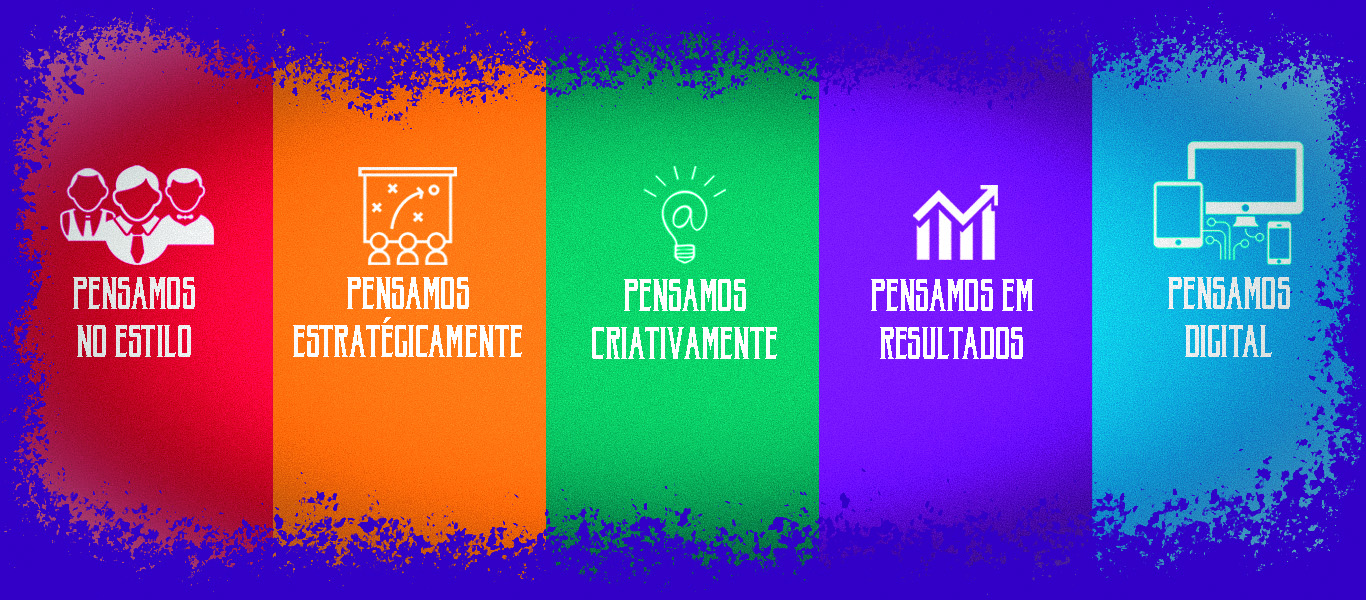 PENSAMOS
NO ESTILO
PENSAMOS
ESTRATÉGICAMENTE
PENSAMOS
CRIATIVAMENTE
PENSAMOS EM
RESULTADOS
PENSAMOS
DIGITAL